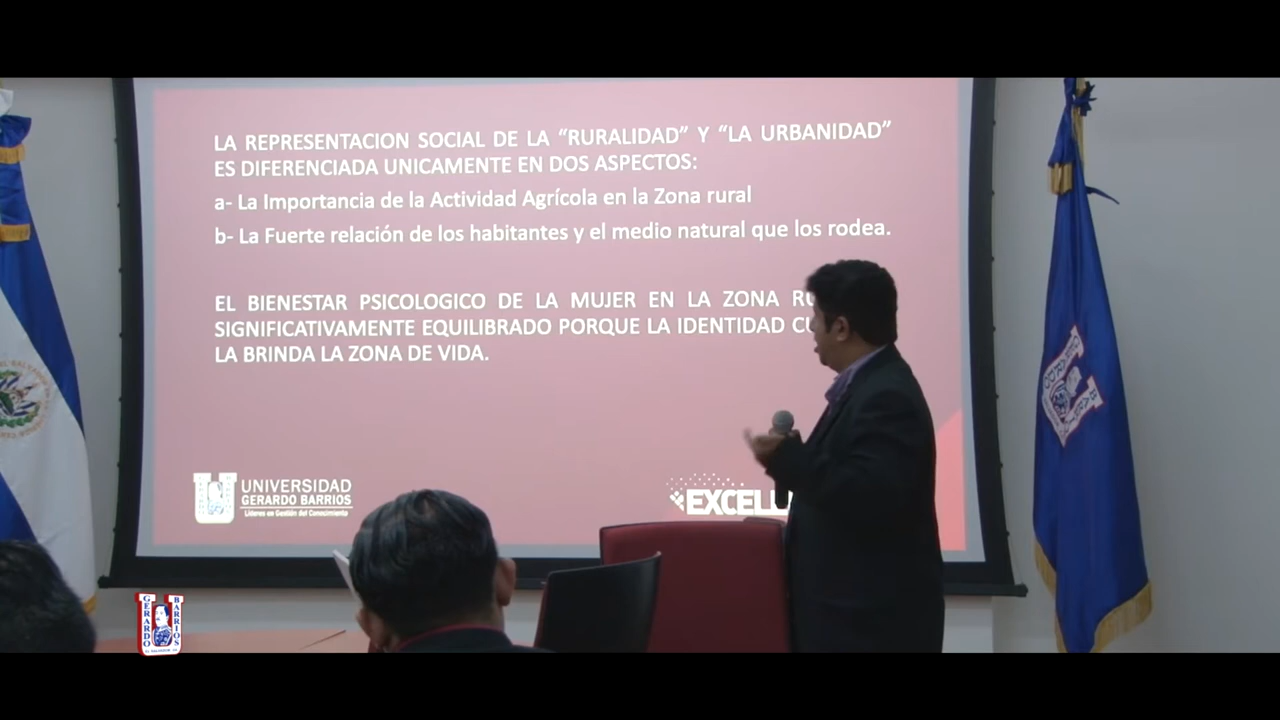 LA REPRESENTACION SOCIAL DE LA “RURALIDAD” Y “LA URBANIDAD”
ES DIFERENCIADA UNICAMENTE EN DOS ASPECTOS:
a- La Importancia de la Actividad Agrícola en la Zona rural
b- La Fuerte relación de los habitantes y el medio natural que los rodea.
EL BIENESTAR PSICOLOGICO DE LA MUJER EN LA ZONA
SIGNIFICATIVAMENTE EQUILIBRADO PORQUE LA IDENTIDAD
LA BRINDA LA ZONA DE VIDA.
UNIVERSIDAD
GERARDO BARRIOS
Líderes en Gestión del Conocimiento
EXCELL
GERARDO BARRIOS